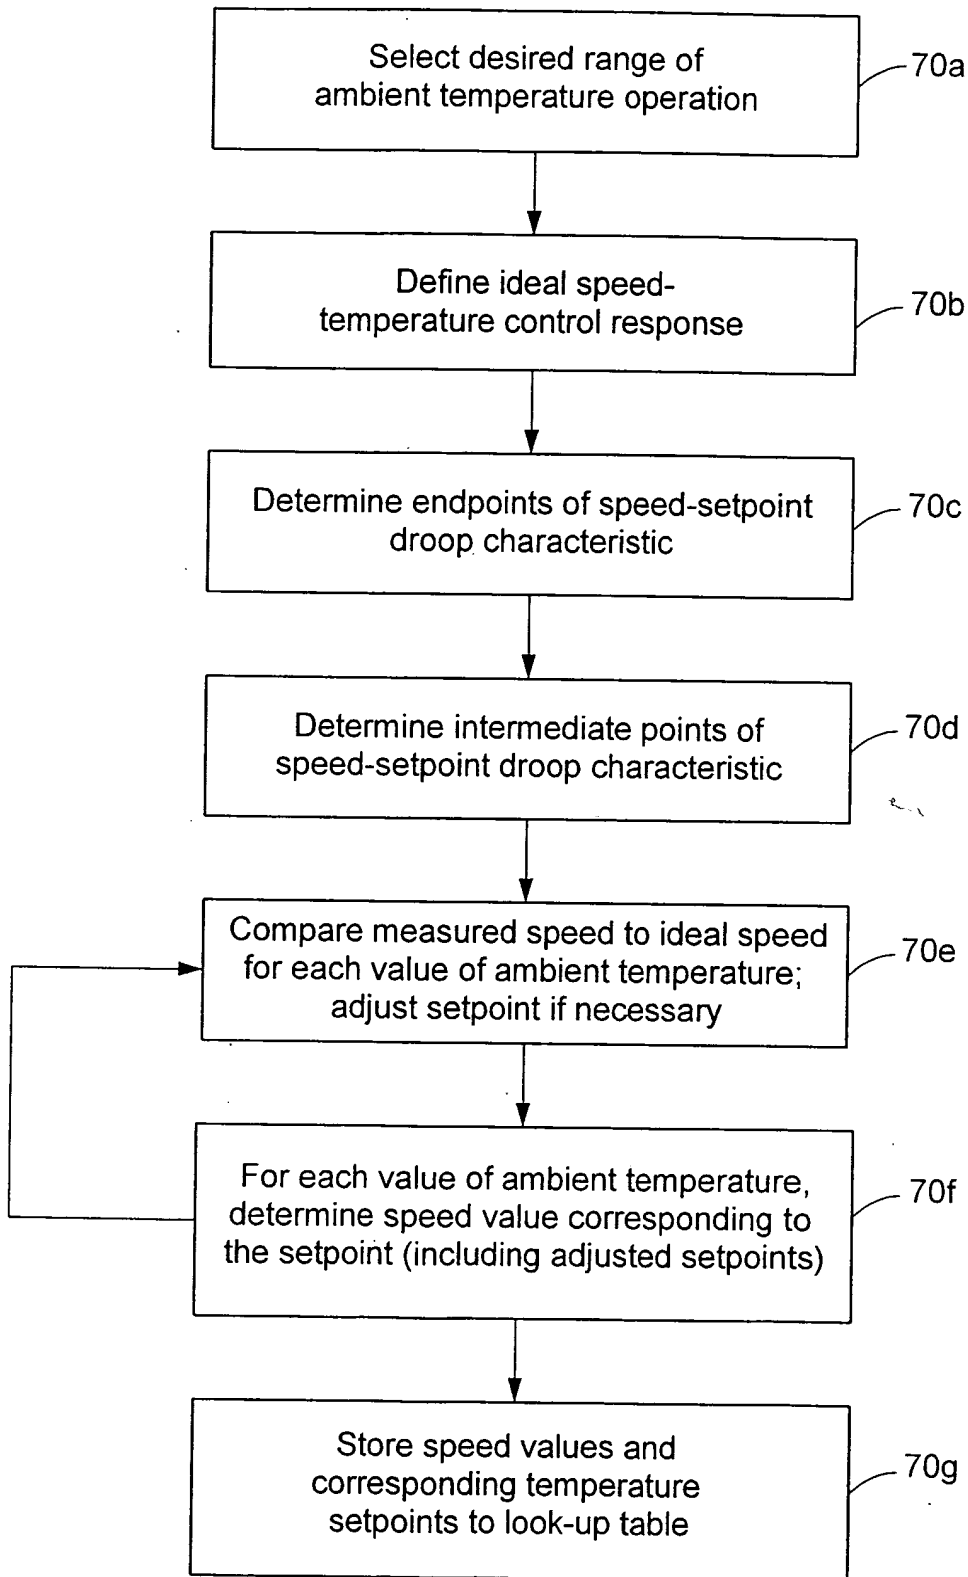 Select desired range of
ambient temperature operation
70a
Define ideal speed-
temperature control response
70b
Determine endpoints of speed-setpoint
droop characteristic
70c
Determine intermediate points of
speed-setpoint droop characteristic
70d
Compare measured speed to ideal speed
for each value of ambient temperature;
adjust setpoint if necessary
70e
For each value of ambient temperature,
determine speed value corresponding to
the setpoint (including adjusted setpoints)
70f
Store speed values and
corresponding temperature
setpoints to look-up table
70g